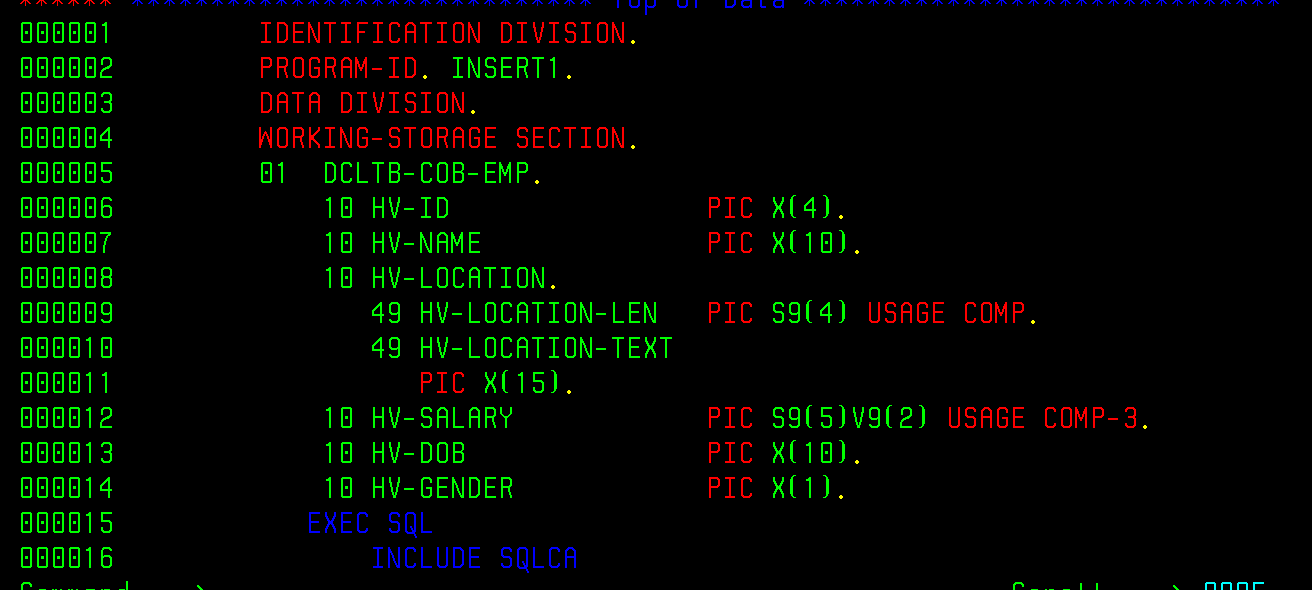 ****** ***************************** Top of Data ******************************
000001 IDENTIFICATION DIVISION.
000002 PROGRAM-ID. INSERT1.
000003 DATA DIVISION.
000004 WORKING-STORAGE SECTION.
000005 01 DCLTB-COB-EMP.
000006 10 HV-ID PIC X(4).
000007 10 HV-NAME PIC X(10).
000008 10 HV-LOCATION.
000009 49 HV-LOCATION-LEN PIC S9(4) USAGE COMP.
000010 49 HV-LOCATION-TEXT
000011 PIC X(15).
000012 10 HV-SALARY PIC S9(5)V9(2) USAGE COMP-3.
000013 10 HV-DOB PIC X(10).
000014 10 HV-GENDER PIC X(1).
000015 EXEC SQL
000016 INCLUDE SQLCA